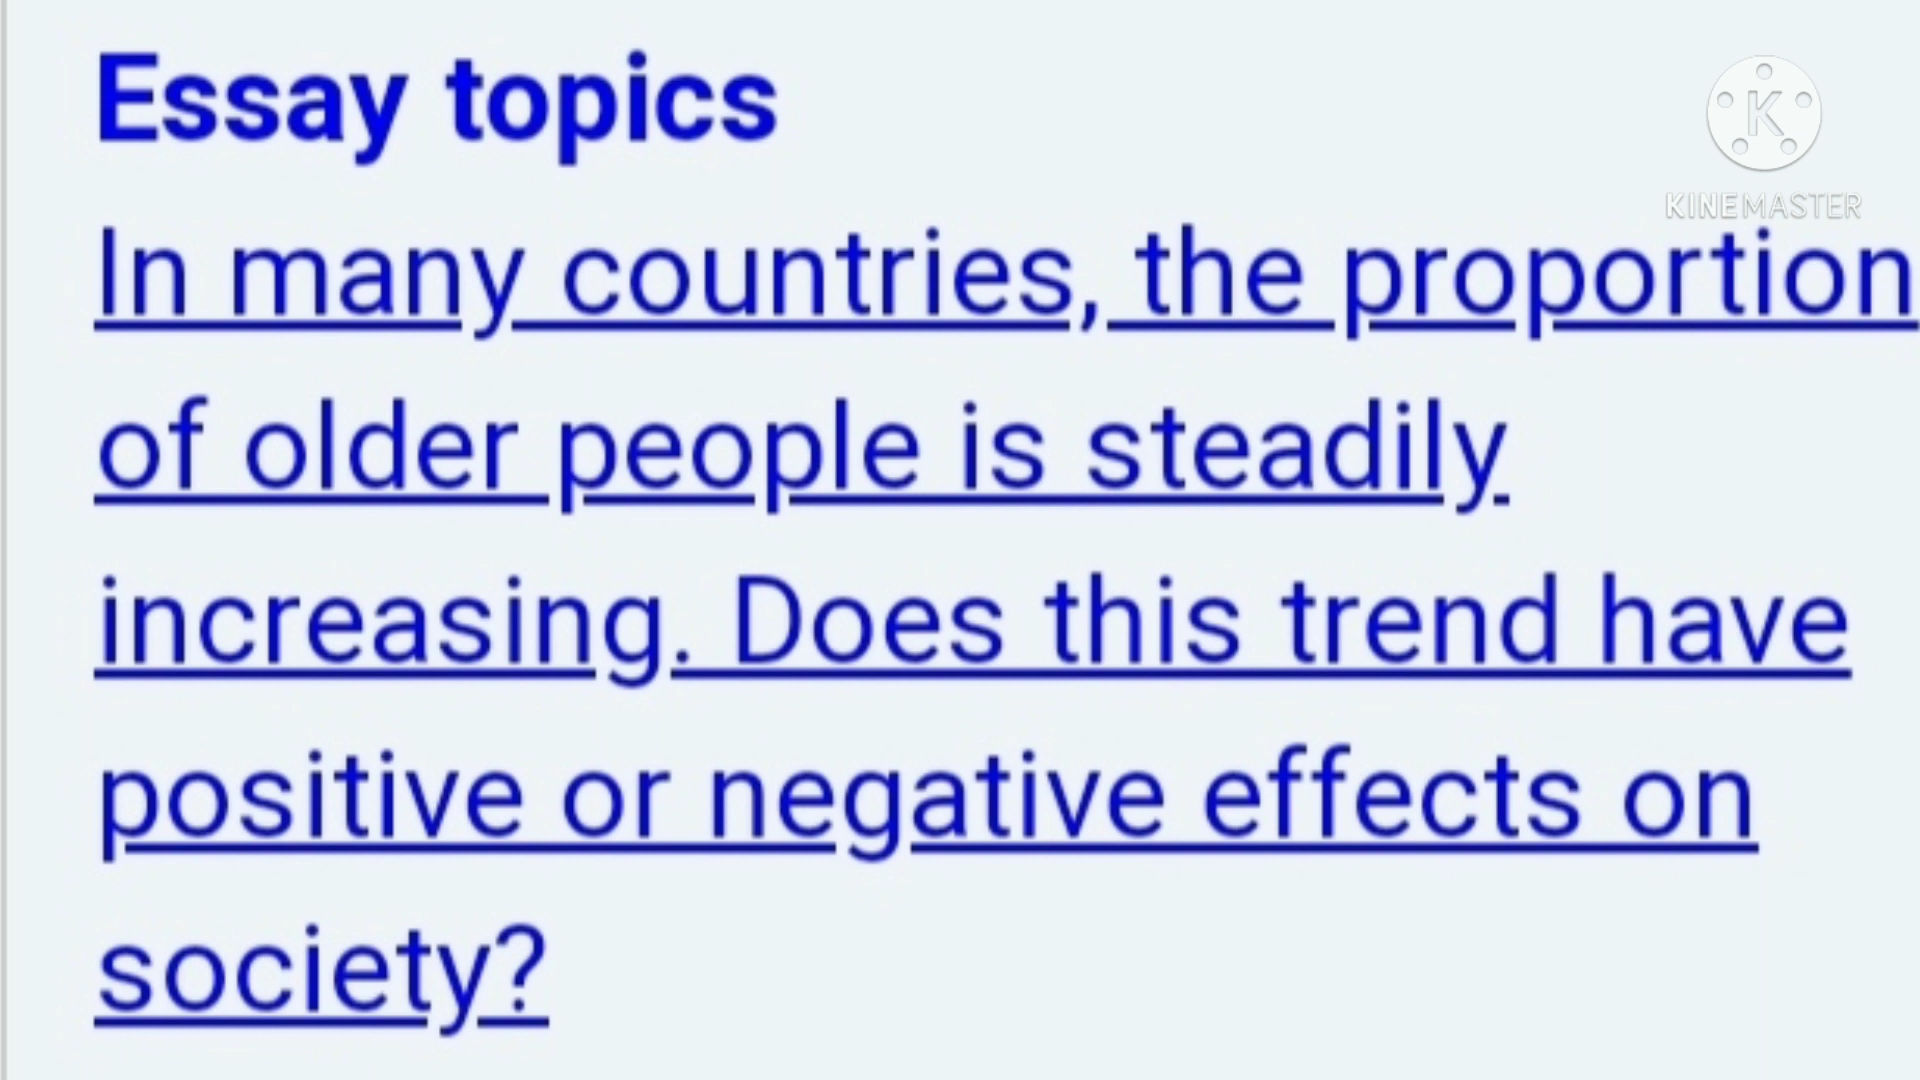 Essay topics
K
KINEMASTER
In many countries, the proportion
of older people is steadily
increasing. Does this trend have
positive or negative effects on
society?